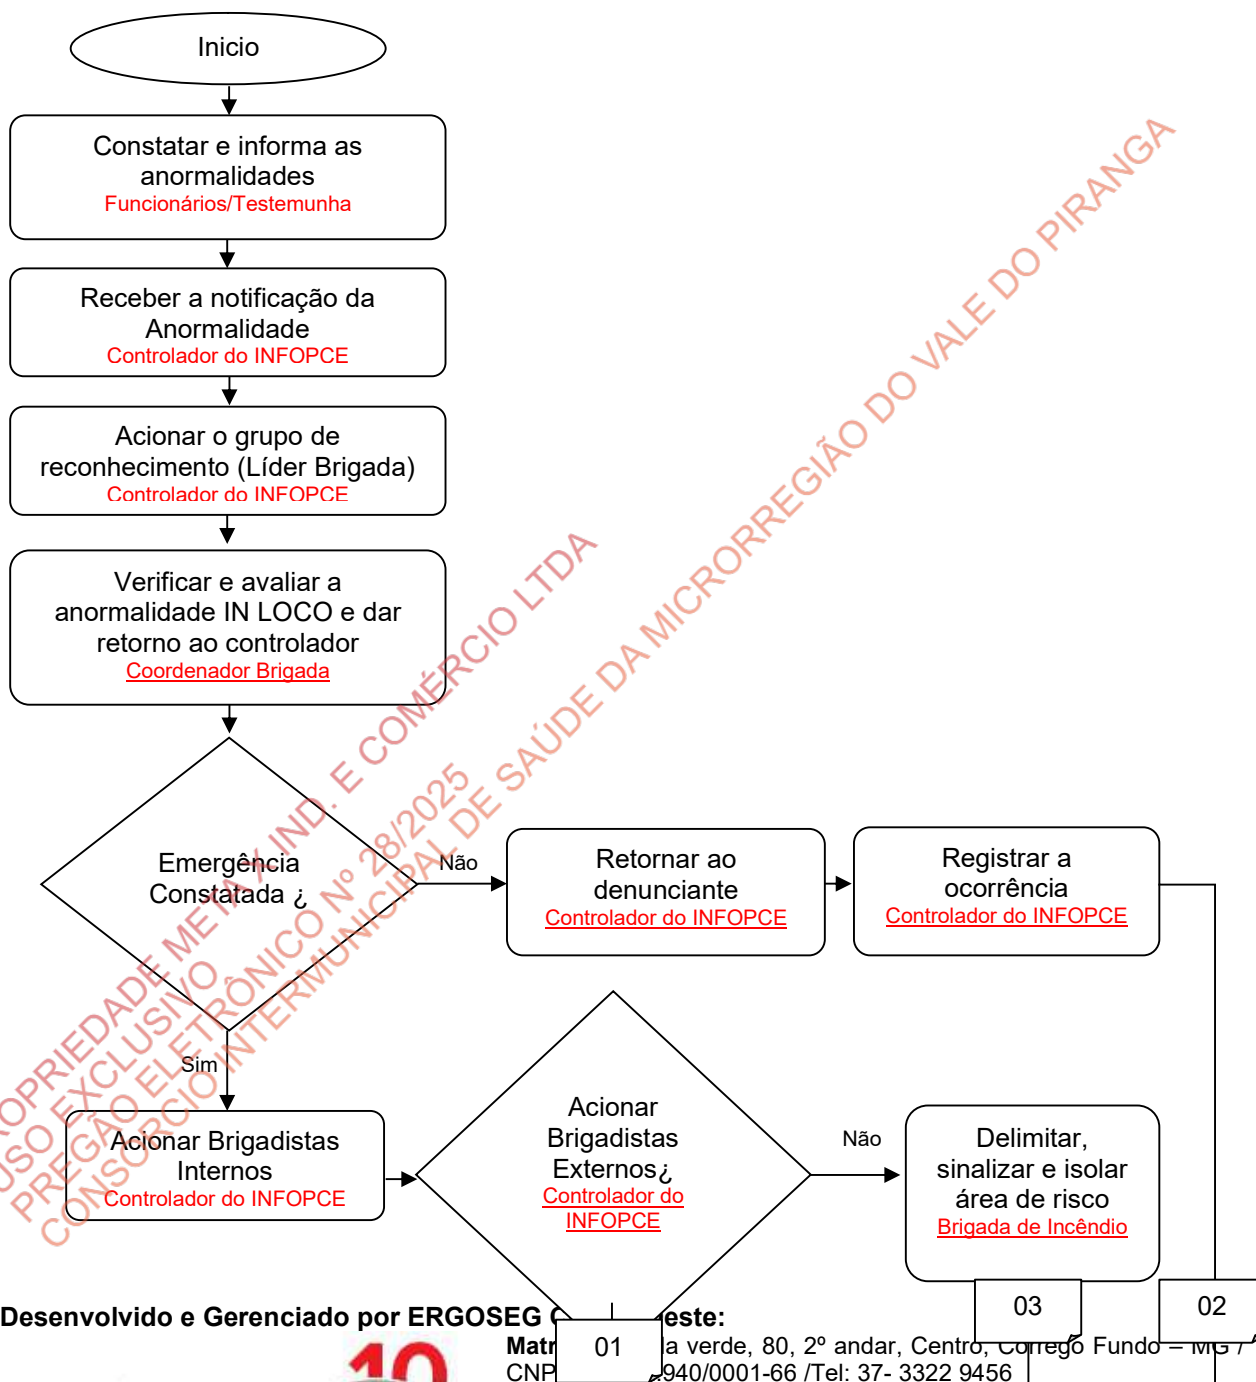 Inicio
Constatar e informa as
anormalidades
Funcionários/Testemunha
Receber a notificação da
Anormalidade
Controlador do INFOPCE
Acionar o grupo de
reconhecimento (Líder Brigada)
Controlador do INFOPCE
Verificar e avaliar a
anormalidade IN LOCO e dar
retorno ao controlador
Coordenador Brigada
Emergência
Constatada ¿
Não
Retornar ao
denunciante
Controlador do INFOPCE
Registrar a
ocorrência
Controlador do INFOPCE
Sim
Acionar Brigadistas
Internos
Controlador do INFOPCE
Acionar
Brigadistas
Externos¿
Controlador do
INFOPCE
Não
Delimitar,
sinalizar e isolar
área de risco
Brigada de Incêndio
01
03
02
Desenvolvido e Gerenciado por ERGOSEG este:
verde, 80, 2º andar, Centro, Córrego Fundo – MG /
940/0001-66 /Tel: 37- 3322 9456
10
OPRIEDADE META X IND. E COMÉRCIO LTDA
USO EXCLUSIVO
PREGÃO ELETRÔNICO Nº 28/2025
CONSORCIO INTERMUNICIPAL DE SAÚDE DA MICRORREGIÃO DO VALE DO PIRANGA